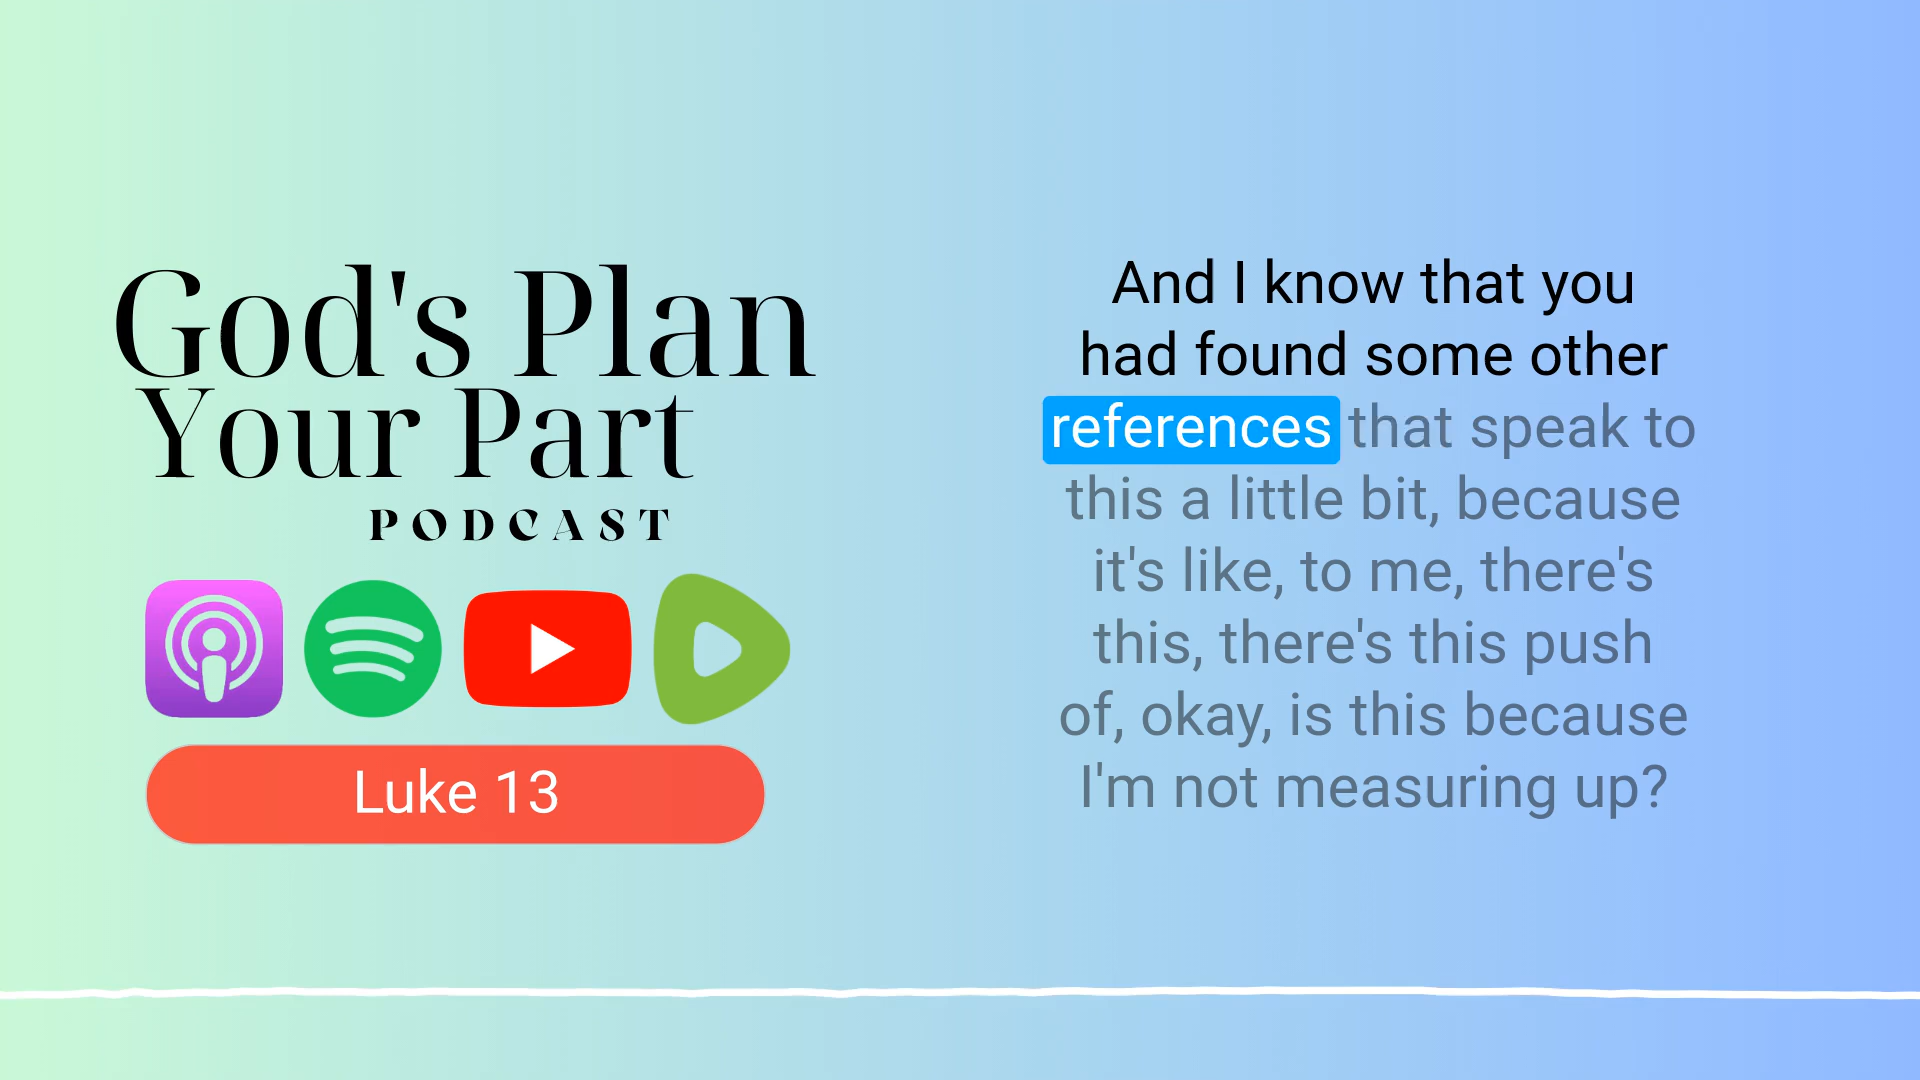 God's Plan
Your Part
PODCAST
Luke 13
And I know that you
had found some other
references that speak to
this a little bit, because
it's like, to me, there's
this, there's this push
of, okay, is this because
I'm not measuring up?